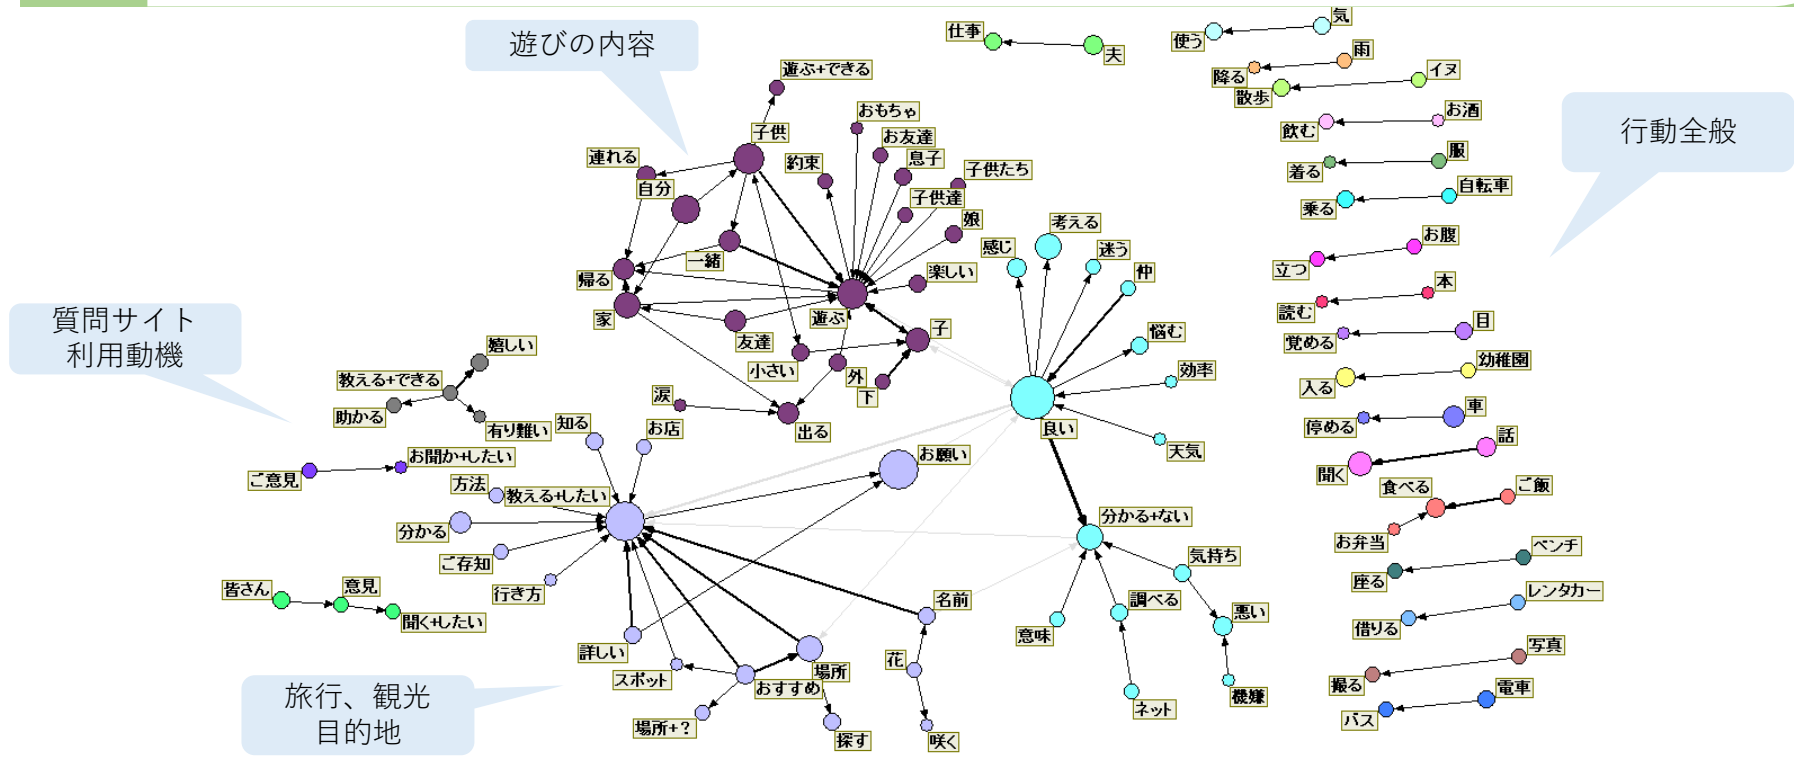 遊びの内容
仕事
夫
使う
気
降る
雨
散歩
イヌ
飲む
お酒
着る
服
乗る
自転車
行動全般
遊ぶ+できる
子供
おもちゃ
お友達
連れる
約束
息子
子供たち
自分
子供達
娘
一緒
帰る
楽しい
家
遊ぶ
子
友達
小さい
外
下
涙
出る
考える
感じ
迷う
仲
悩む
効率
良い
天気
立つ
お腹
読む
本
覚める
目
入る
幼稚園
停める
車
聞く
話
食べる
ご飯
お弁当
座る
ベンチ
借りる
レンタカー
撮る
写真
バス
電車
質問サイト
利用動機
嬉しい
教える+できる
助かる
有り難い
知る
お店
お願い
ご意見
お聞か+したい
方法
教える+したい
分かる
ご存知
行き方
皆さん
意見
聞く+したい
分かる+ない
気持ち
調べる
悪い
意味
ネット
機嫌
名前
花
咲く
詳しい
スポット
おすすめ
場所
場所+?
探す
旅行、観光
目的地